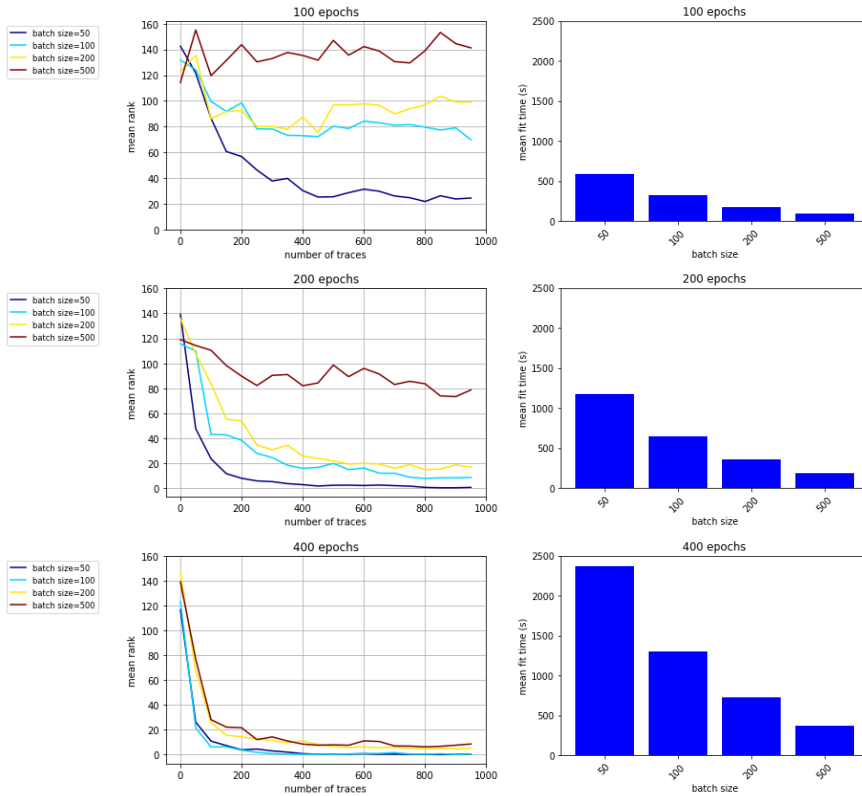 100 epochs
batch size=50
batch size=100
batch size=200
batch size=500
mean rank
160
140
120
100
80
60
40
20
0
0 200 400 600 800 1000
number of traces
100 epochs
mean fit time (s)
2500
2000
1500
1000
500
0
50 100 200 500
batch size
200 epochs
batch size=50
batch size=100
batch size=200
batch size=500
mean rank
160
140
120
100
80
60
40
20
0
0 200 400 600 800 1000
number of traces
200 epochs
mean fit time (s)
2500
2000
1500
1000
500
0
50 100 200 500
batch size
400 epochs
batch size=50
batch size=100
batch size=200
batch size=500
mean rank
160
140
120
100
80
60
40
20
0
0 200 400 600 800 1000
number of traces
400 epochs
mean fit time (s)
2500
2000
1500
1000
500
0
50 100 200 500
batch size